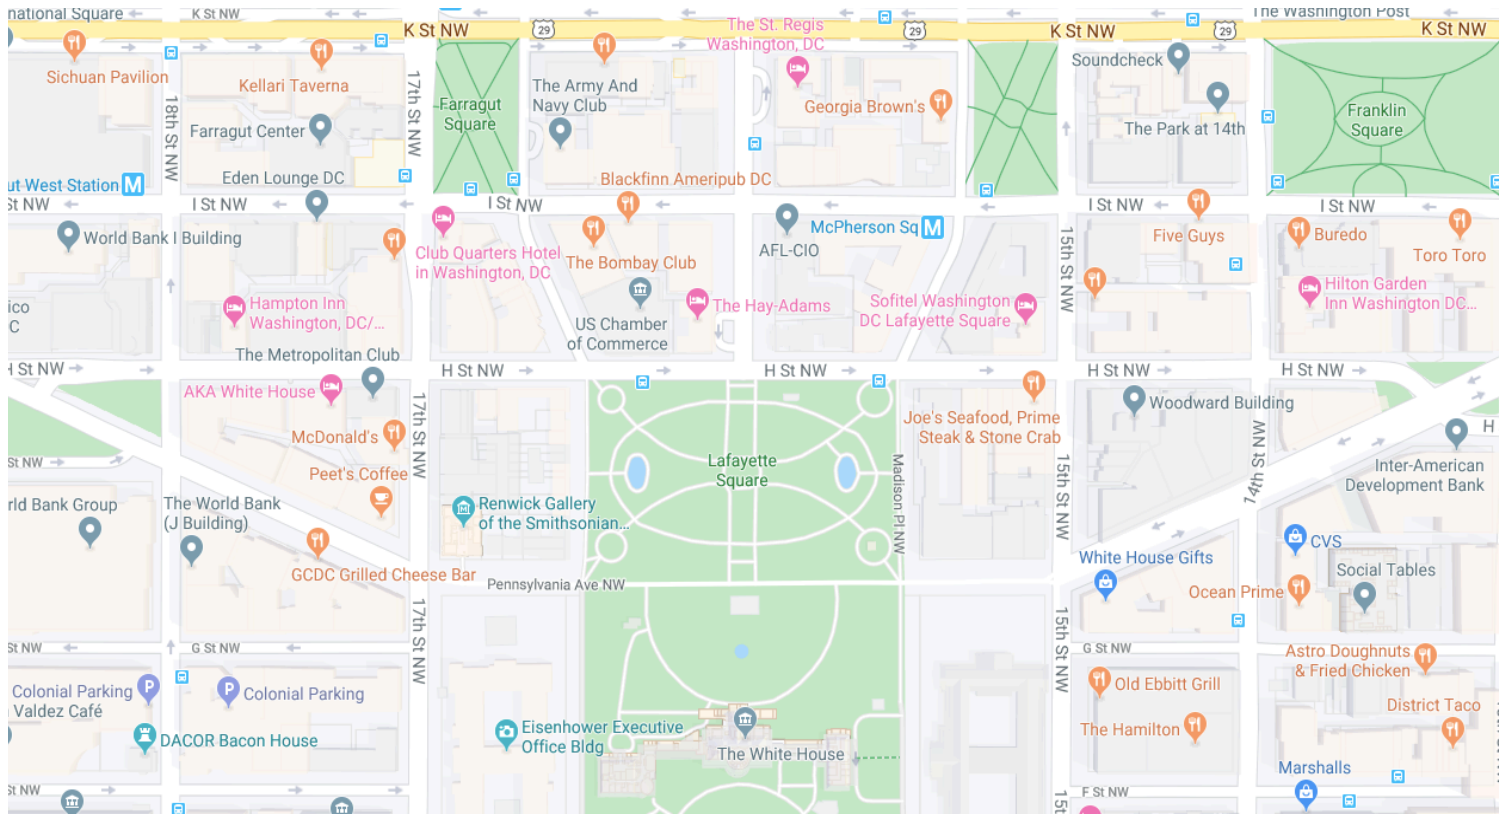 national Square
K St NW
K St NW
29
The St. Regis
Washington, DC
29
K St NW
29
The Washington Post
K St NW
Sichuan Pavilion
Kellari Taverna
17th St NW
18th St NW
Farragut
Square
The Army And
Navy Club
Georgia Brown's
Soundcheck
The Park at 14th
Franklin
Square
Farragut Center
ut West Station
M
Eden Lounge DC
Blackfinn Ameripub DC
St NW
I St NW
I St NW
I St NW
I St NW
World Bank I Building
Club Quarters Hotel
in Washington, DC
The Bombay Club
AFL-CIO
McPherson Sq
M
15th St NW
Five Guys
Buredo
Toro Toro
ico
C
Hampton Inn
Washington, DC/...
US Chamber
of Commerce
The Hay-Adams
Sofitel Washington
DC Lafayette Square
Hilton Garden
Inn Washington DC...
The Metropolitan Club
H St NW
H St NW
H St NW
H St NW
H St NW
AKA White House
17th St NW
McDonald's
Peet's Coffee
Lafayette
Square
Madison Pl NW
Joe's Seafood, Prime
Steak & Stone Crab
15th St NW
Woodward Building
14th St NW
H
Inter-American
Development Bank
St NW
rld Bank Group
The World Bank
(J Building)
Renwick Gallery
of the Smithsonian...
GCDC Grilled Cheese Bar
Pennsylvania Ave NW
White House Gifts
CVS
Social Tables
Ocean Prime
17th St NW
15th St NW
St NW
G St NW
G St NW
Astro Doughnuts
& Fried Chicken
Colonial Parking
P
P
Colonial Parking
Valdez Café
DACOR Bacon House
Eisenhower Executive
Office Bldg
The White House
Old Ebbitt Grill
The Hamilton
District Taco
Marshalls
St NW
F St NW
15t